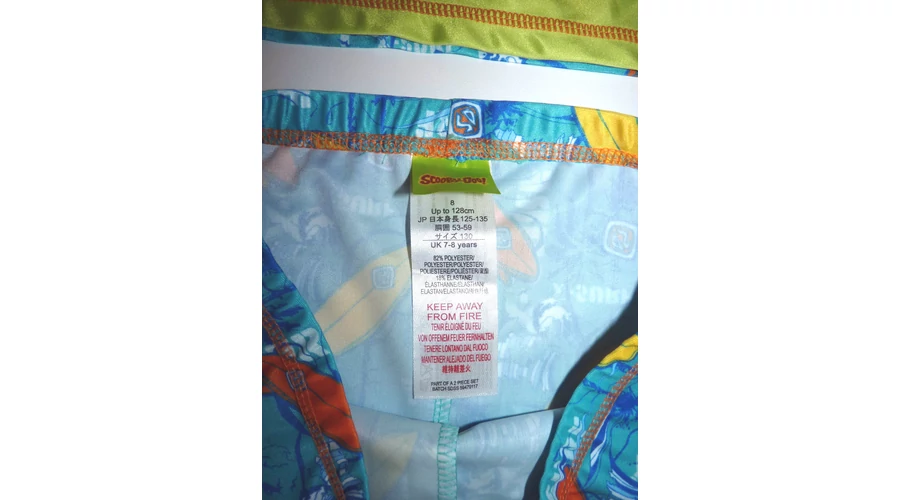 SCOOBY-DOO!
8
Up to 128cm
JP 日本身長 125-135
胴囲 53-59
サイズ 130
UK 7-8 years
82% POLYESTER/
POLYESTER/POLYESTER/
POLIESTERE/POLIÉSTER/
18% ELASTANE/
ÉLASTHANNE/ELASTHAN/
ELASTAN/ELASTANO/
KEEP AWAY
FROM FIRE
TENIR ÉLOIGNÉ DU FEU
VON OFFENEM FEUER FERNHALTEN
TENERE LONTANO DAL FUOCO
MANTENER ALEJADO DEL FUEGO
PART OF A 2 PIECE SET